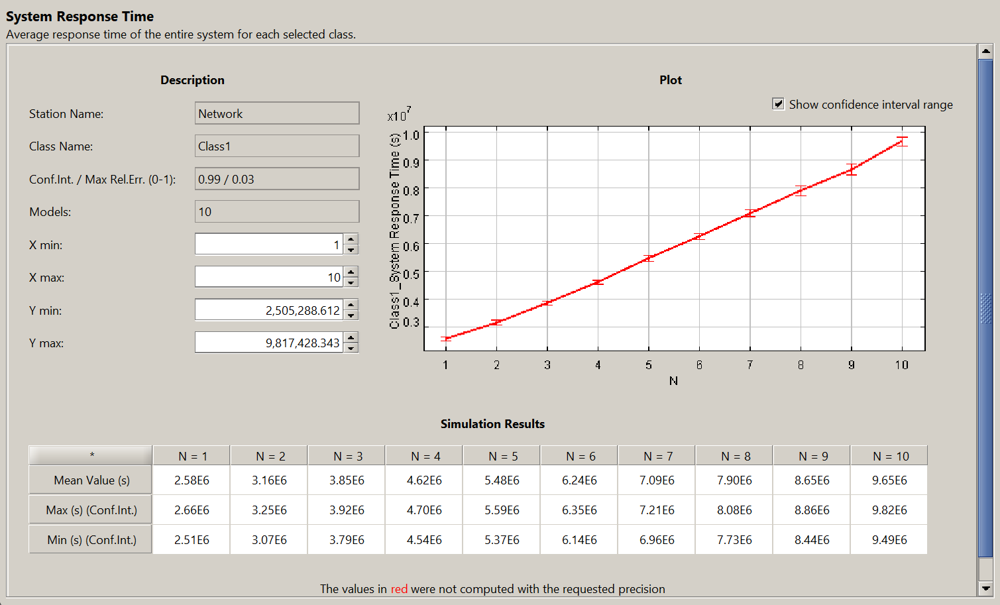 System Response Time
Average response time of the entire system for each selected class.
Description
Station Name: Network
Class Name: Class1
Conf.Int. / Max Rel.Err. (0-1): 0.99 / 0.03
Models: 10
X min: 1
X max: 10
Y min: 2,505,288.612
Y max: 9,817,428.343
Plot
Show confidence interval range
x10^7
Class1_System Response Time (s)
1.0
0.9
0.8
0.7
0.6
0.5
0.4
0.3
1 2 3 4 5 6 7 8 9 10
N
Simulation Results
* N = 1 N = 2 N = 3 N = 4 N = 5 N = 6 N = 7 N = 8 N = 9 N = 10
Mean Value (s) 2.58E6 3.16E6 3.85E6 4.62E6 5.48E6 6.24E6 7.09E6 7.90E6 8.65E6 9.65E6
Max (s) (Conf.Int.) 2.66E6 3.25E6 3.92E6 4.70E6 5.59E6 6.35E6 7.21E6 8.08E6 8.86E6 9.82E6
Min (s) (Conf.Int.) 2.51E6 3.07E6 3.79E6 4.54E6 5.37E6 6.14E6 6.96E6 7.73E6 8.44E6 9.49E6
The values in red were not computed with the requested precision